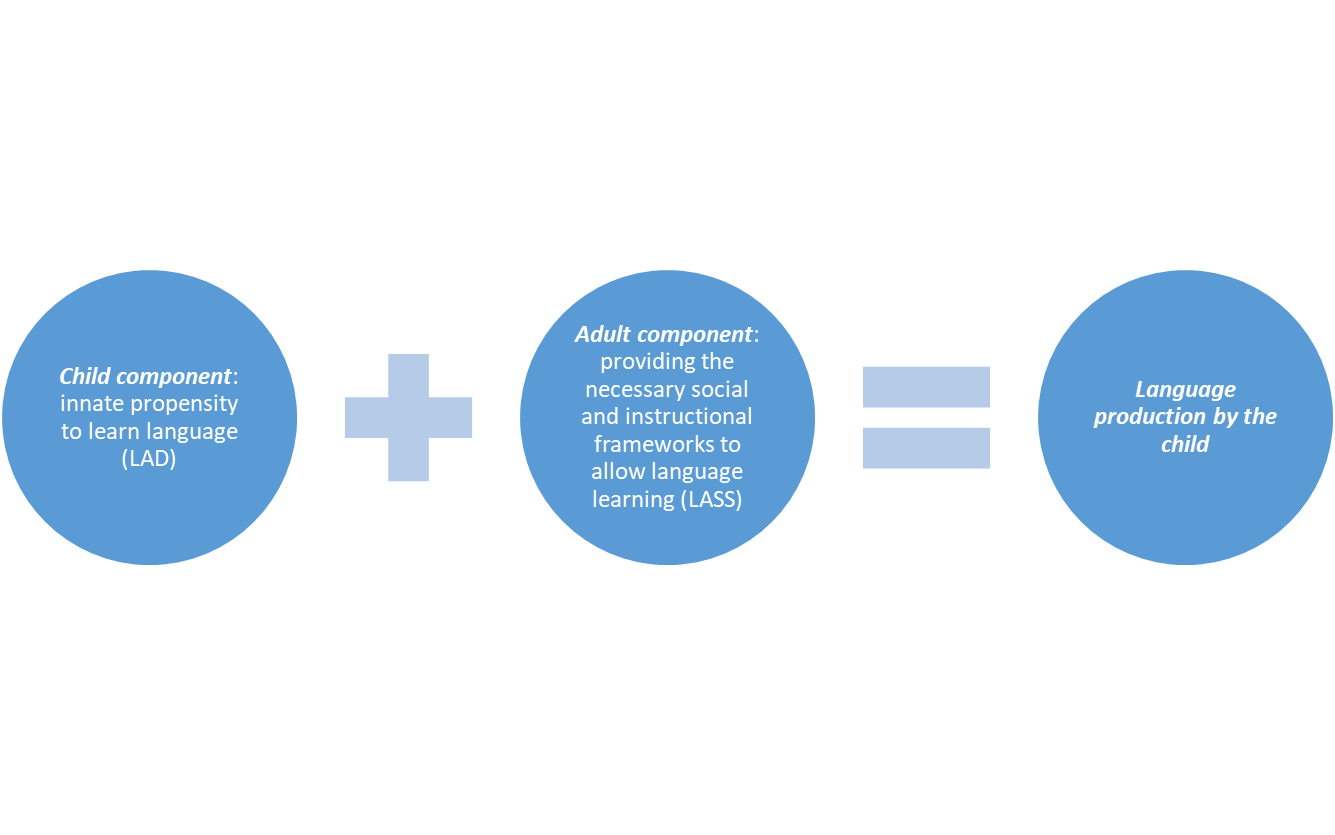 Child component:
innate propensity
to learn language
(LAD)
Adult component:
providing the
necessary social
and instructional
frameworks to
allow language
learning (LASS)
Language
production by the
child